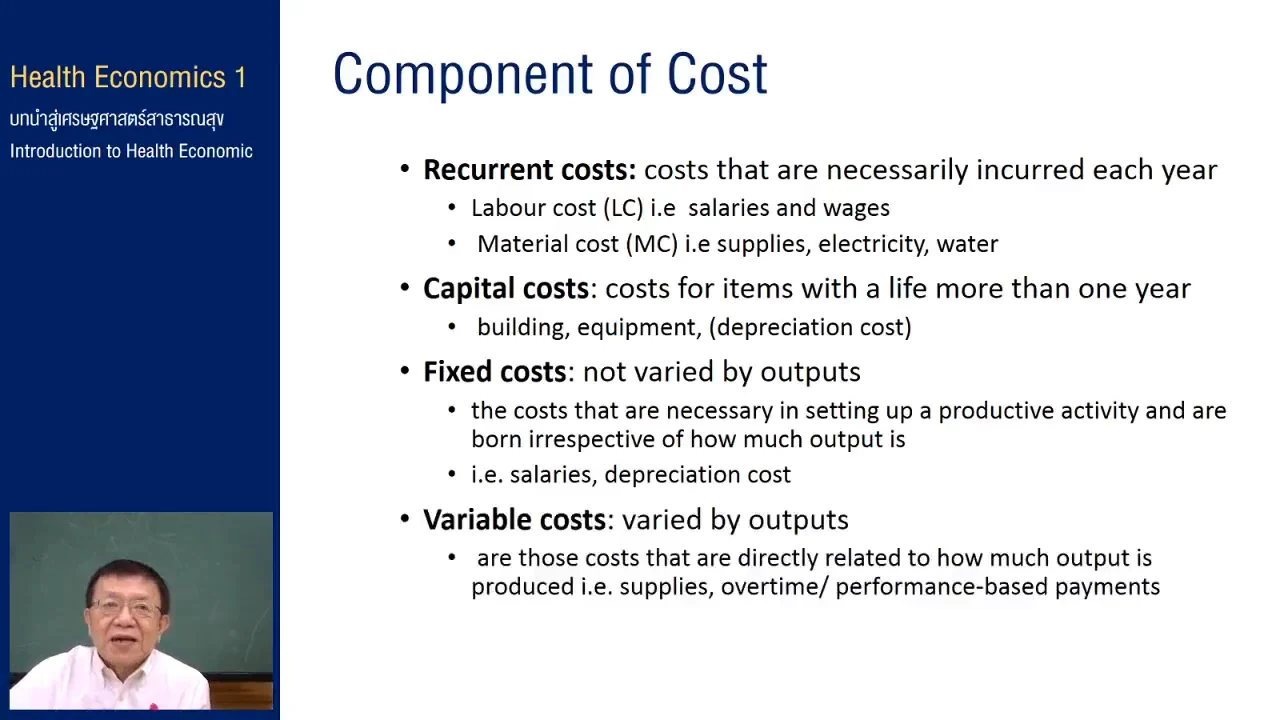 Health Economics 1
บทนำสู่เศรษฐศาสตร์สาธารณสุข
Introduction to Health Economic
Component of Cost
• Recurrent costs: costs that are necessarily incurred each year
• Labour cost (LC) i.e salaries and wages
• Material cost (MC) i.e supplies, electricity, water
• Capital costs: costs for items with a life more than one year
• building, equipment, (depreciation cost)
• Fixed costs: not varied by outputs
• the costs that are necessary in setting up a productive activity and are
born irrespective of how much output is
• i.e. salaries, depreciation cost
• Variable costs: varied by outputs
• are those costs that are directly related to how much output is
produced i.e. supplies, overtime/ performance-based payments